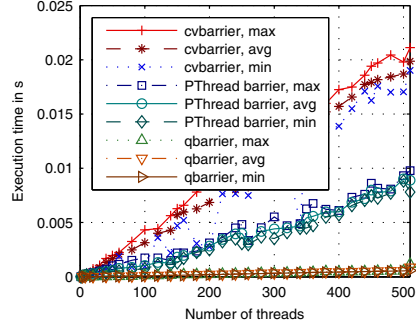 0.025
0.02
0.015
0.01
0.005
0
Execution time in s
cvbarrier, max
cvbarrier, avg
cvbarrier, min
PThread barrier, max
PThread barrier, avg
PThread barrier, min
qbarrier, max
qbarrier, avg
qbarrier, min
0 100 200 300 400 500
Number of threads